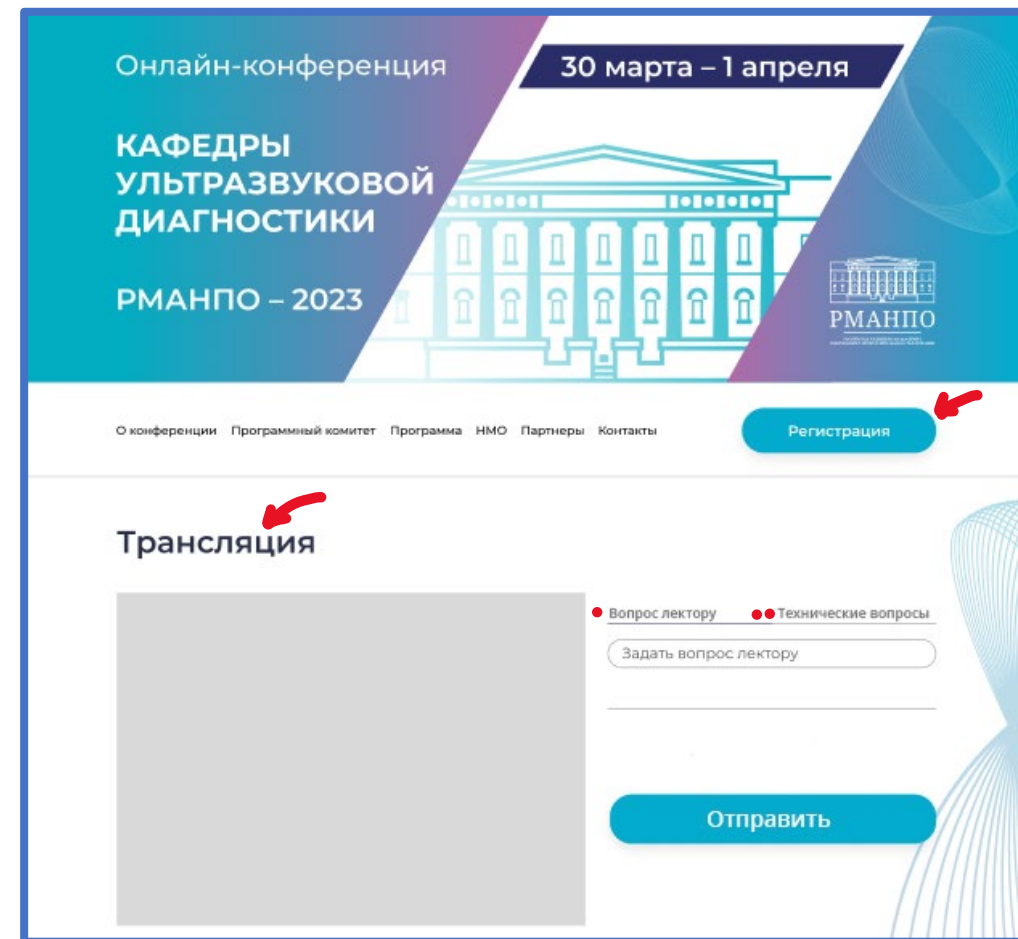 Онлайн-конференция
30 марта – 1 апреля
КАФЕДРЫ
УЛЬТРАЗВУКОВОЙ
ДИАГНОСТИКИ
РМАНПО – 2023
РМАНПО
О конференции Программный комитет Программа НМО Партнеры Контакты
Регистрация
Трансляция
Вопрос лектору Технические вопросы
Задать вопрос лектору
Отправить